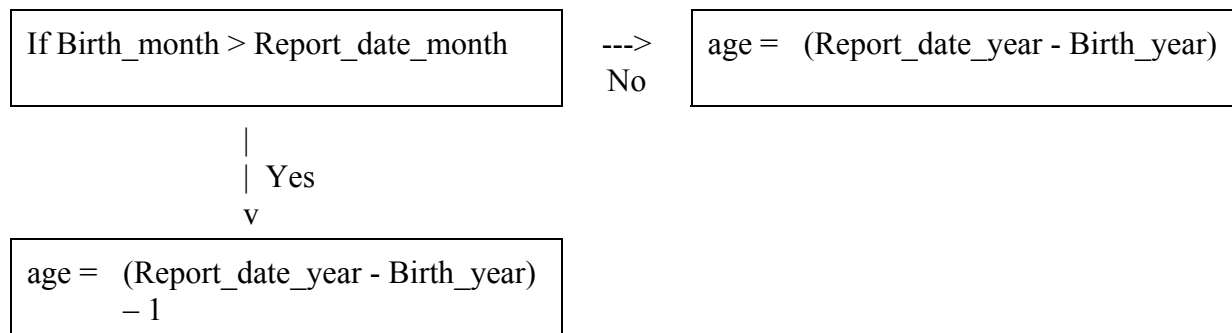 If Birth_month > Report_date_month
--->
No
age = (Report_date_year - Birth_year)
|
| Yes
v
age = (Report_date_year - Birth_year)
– 1